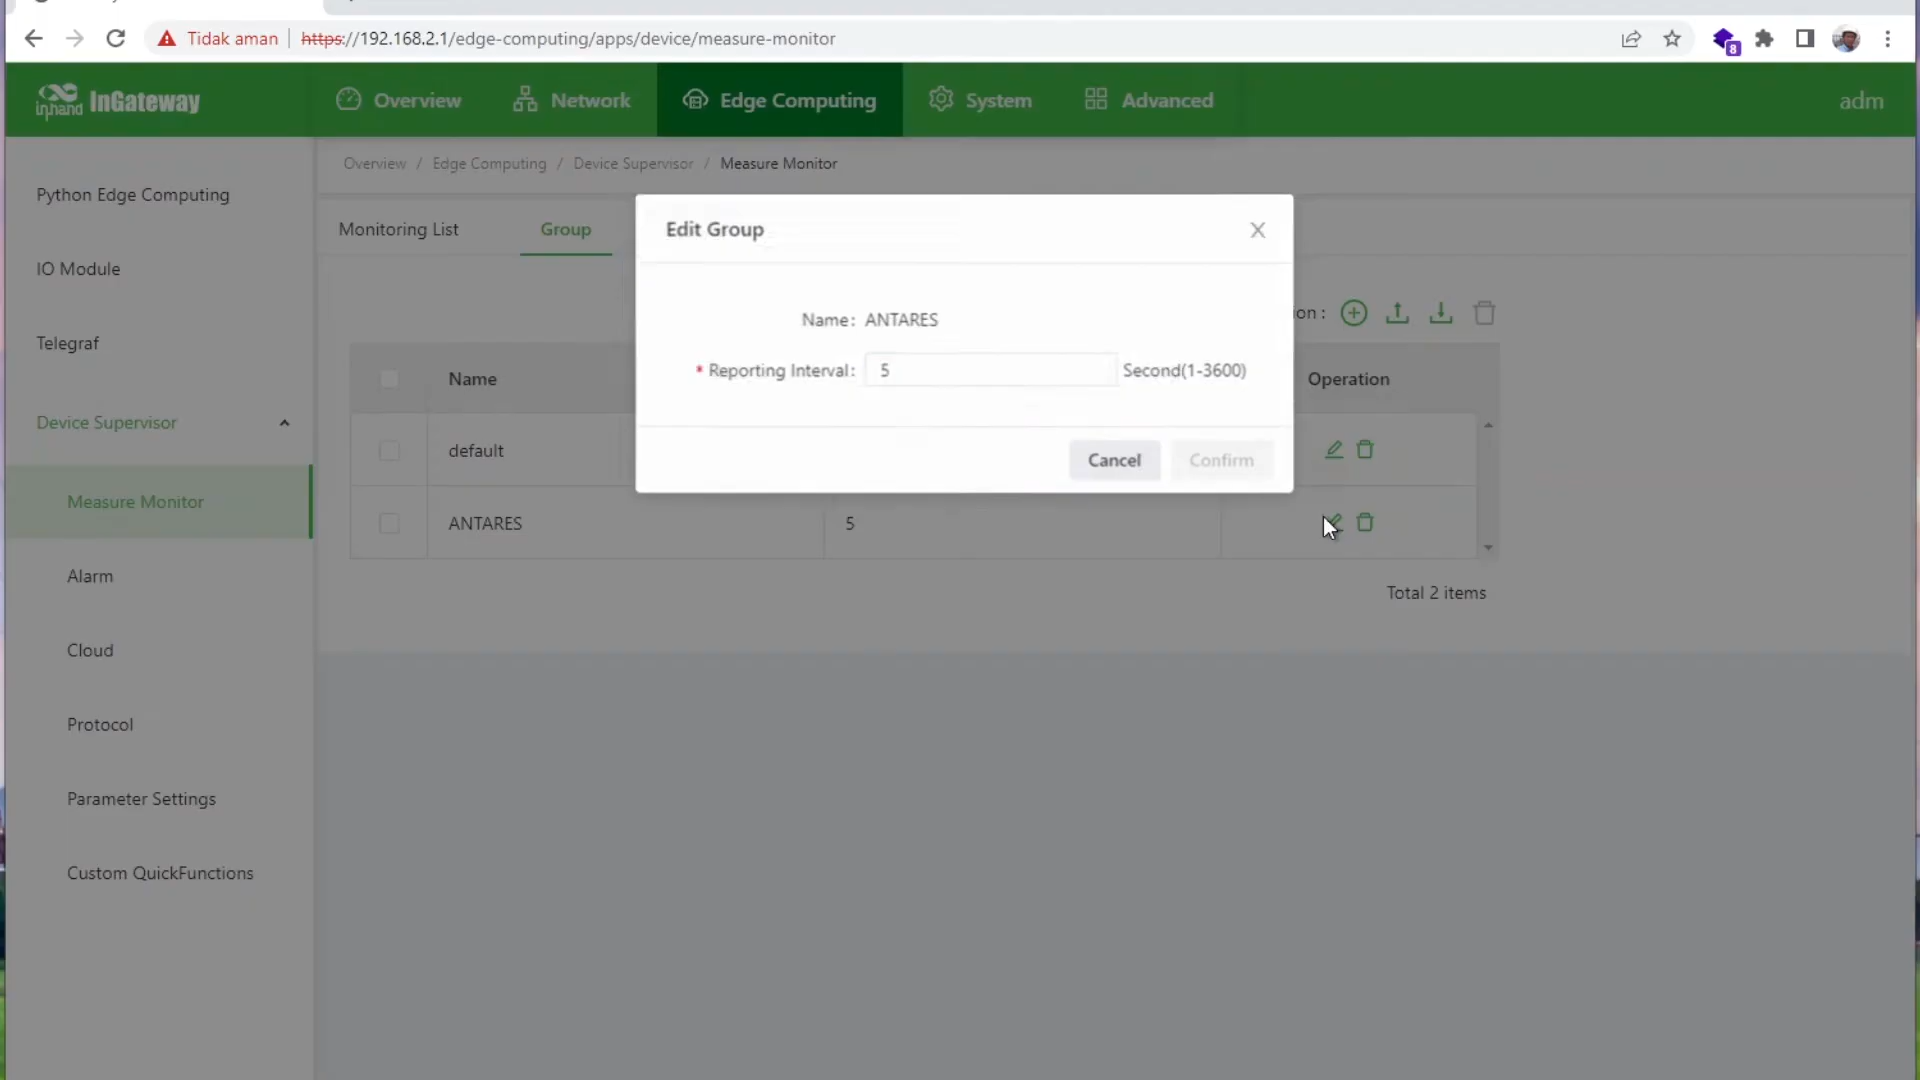 Tidak aman https://192.168.2.1/edge-computing/apps/device/measure-monitor
8
inhand InGateway Overview Network Edge Computing System Advanced adm
Overview / Edge Computing / Device Supervisor / Measure Monitor
Python Edge Computing
IO Module
Telegraf
Device Supervisor
Measure Monitor
Alarm
Cloud
Protocol
Parameter Settings
Custom QuickFunctions
Monitoring List Group
Edit Group
Name: ANTARES
* Reporting Interval: 5 Second(1-3600)
Cancel Confirm
Name Operation
default
ANTARES 5
Total 2 items